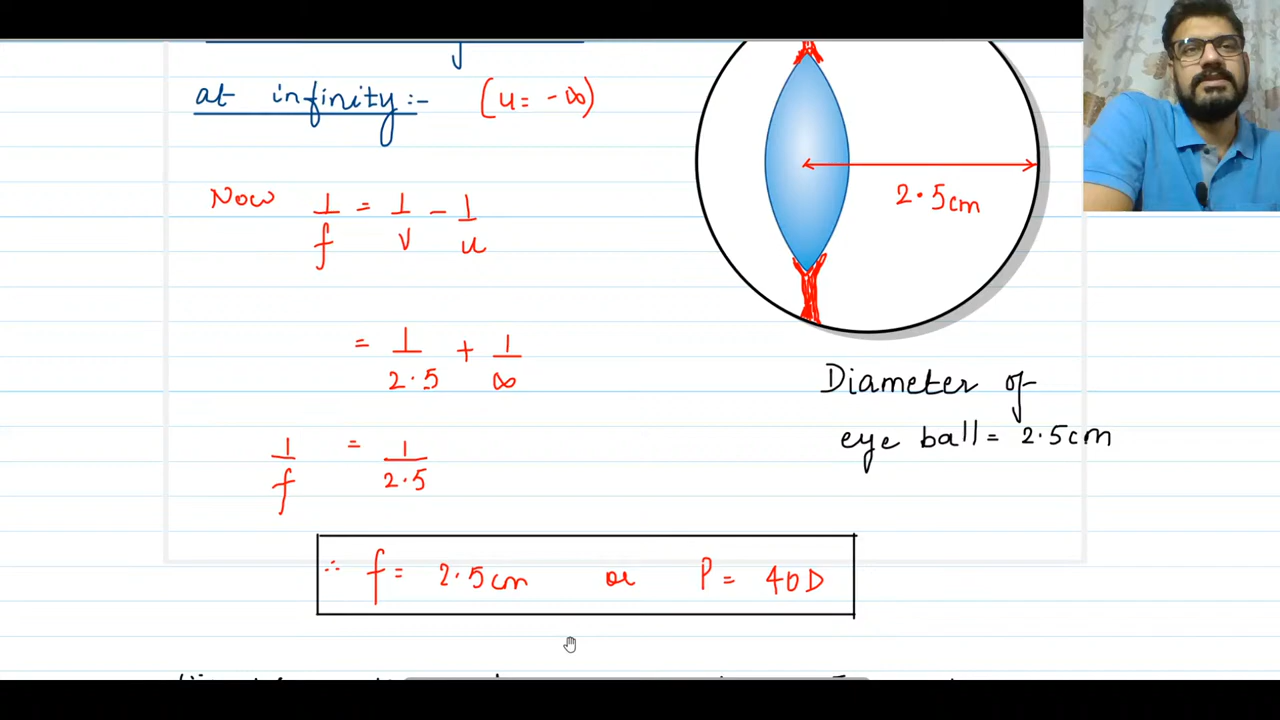 at infinity:- (u = -∞)
Now 1/f = 1/v - 1/u
= 1/2.5 + 1/∞
1/f = 1/2.5
∴ f = 2.5cm or P = 40D
2.5cm
Diameter of
eye ball = 2.5cm